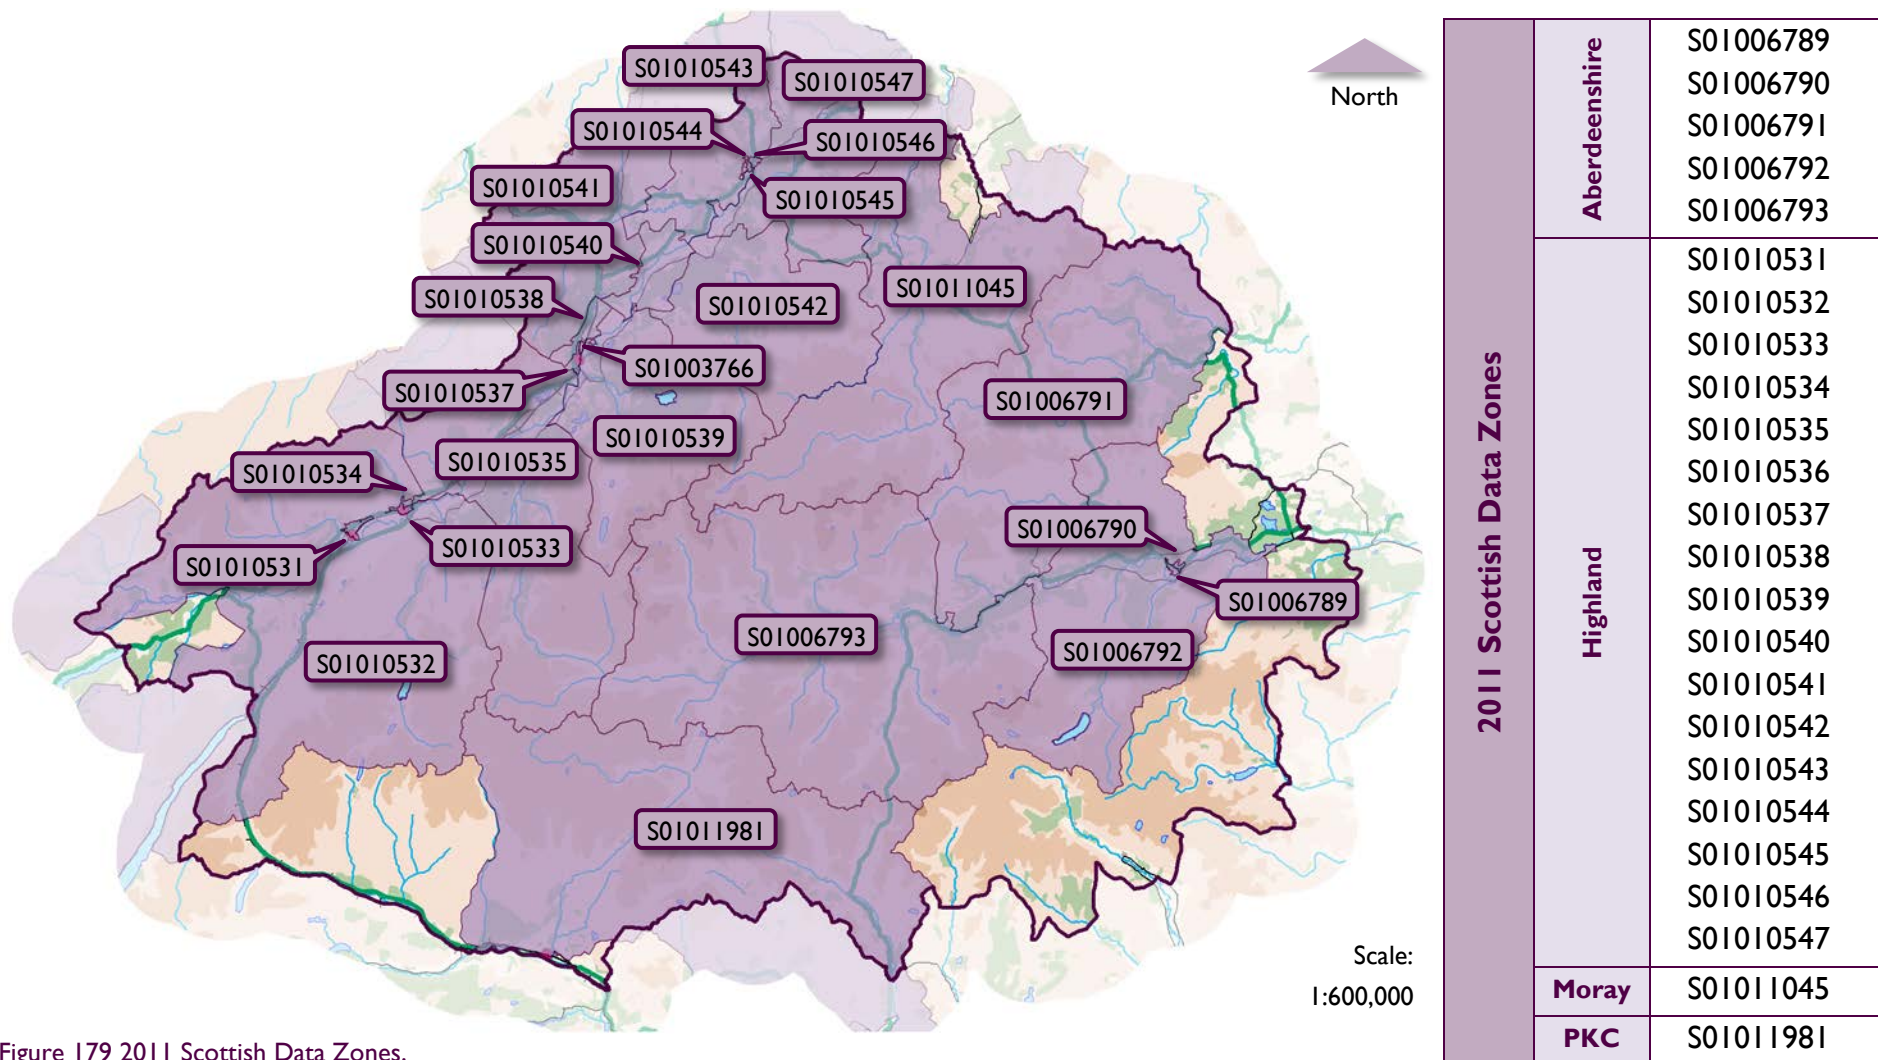 S01010543
S01010547
S01010544
S01010546
S01010541
S01010545
S01010540
S01010538
S01010542
S01011045
S01003766
S01010537
S01006791
S01010539
S01010535
S01010534
S01006790
S01010533
S01010531
S01006789
S01006793
S01006792
S01010532
S01011981
North
Scale:
1:600,000
2011 Scottish Data Zones
Aberdeenshire
S01006789
S01006790
S01006791
S01006792
S01006793
Highland
S01010531
S01010532
S01010533
S01010534
S01010535
S01010536
S01010537
S01010538
S01010539
S01010540
S01010541
S01010542
S01010543
S01010544
S01010545
S01010546
S01010547
Moray
S01011045
PKC
S01011981
Figure 179 2011 Scottish Data Zones.